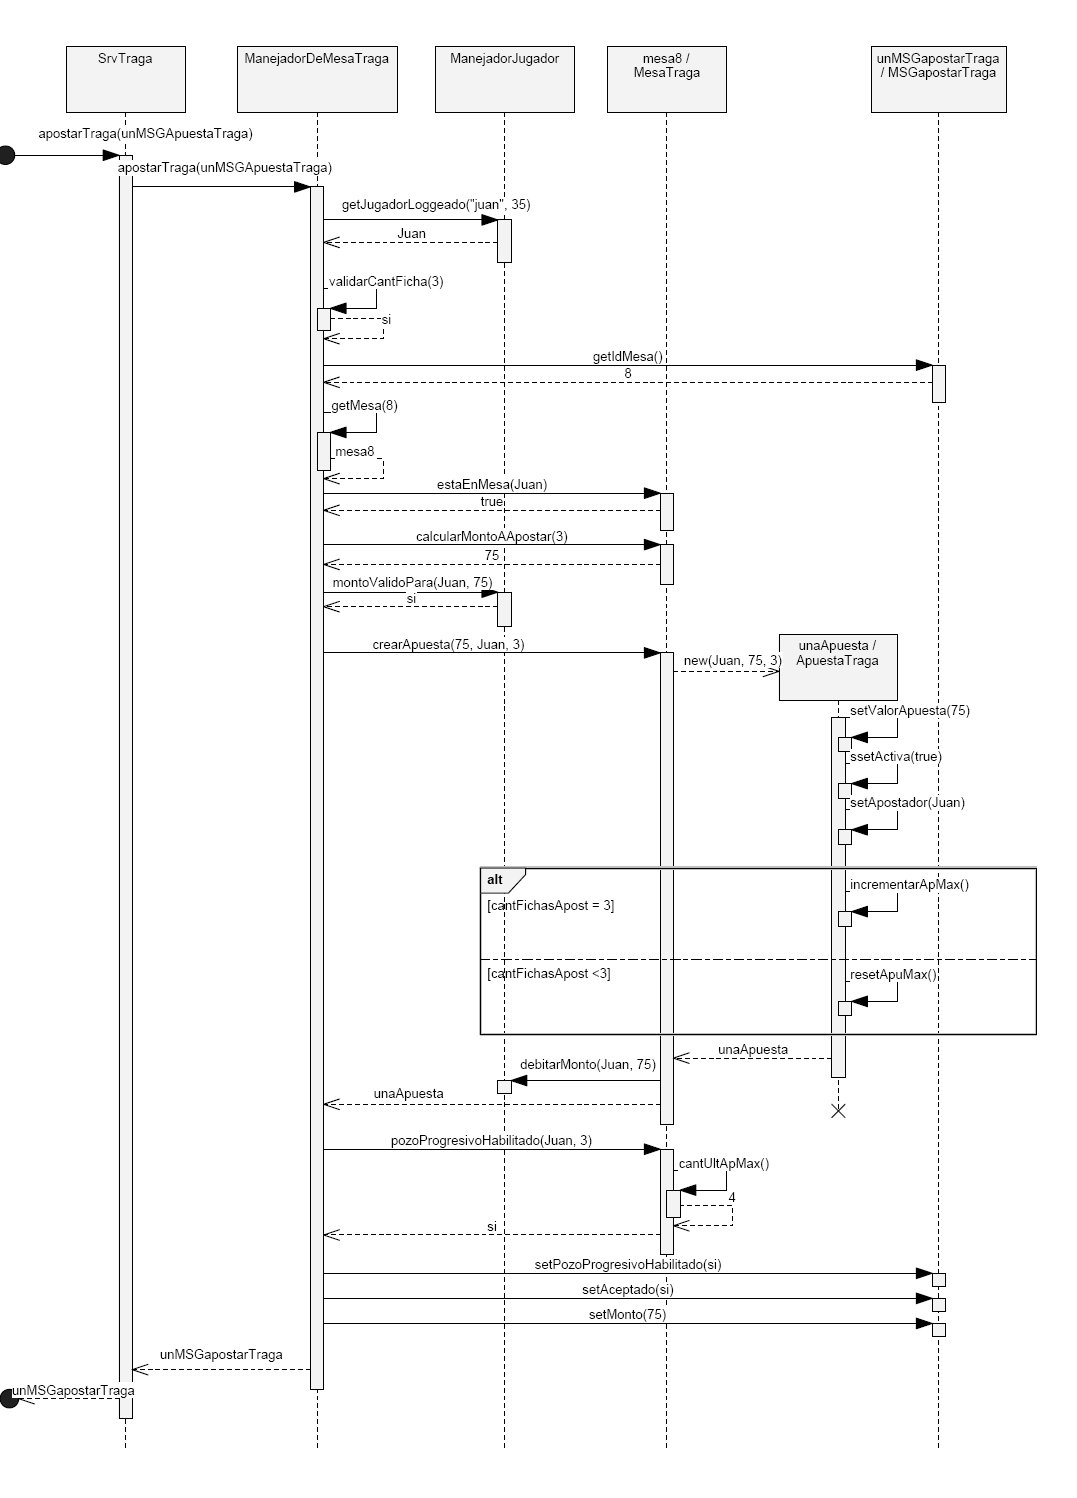 SrvTraga
ManejadorDeMesaTraga
ManejadorJugador
mesa8 /
MesaTraga
unMSGapostarTraga
/ MSGapostarTraga
apostarTraga(unMSGApuestaTraga)
apostarTraga(unMSGApuestaTraga)
getJugadorLoggeado("juan", 35)
Juan
validarCantFicha(3)
si
getIdMesa()
8
getMesa(8)
mesa8
estaEnMesa(Juan)
true
calcularMontoAApostar(3)
75
montoValidoPara(Juan, 75)
si
crearApuesta(75, Juan, 3)
unaApuesta /
ApuestaTraga
new(Juan, 75, 3)
setValorApuesta(75)
ssetActiva(true)
setApostador(Juan)
alt
incrementarApMax()
[cantFichasApost = 3]
[cantFichasApost <3]
resetApuMax()
unaApuesta
debitarMonto(Juan, 75)
unaApuesta
pozoProgresivoHabilitado(Juan, 3)
cantUltApMax()
4
si
setPozoProgresivoHabilitado(si)
setAceptado(si)
setMonto(75)
unMSGapostarTraga
unMSGapostarTraga